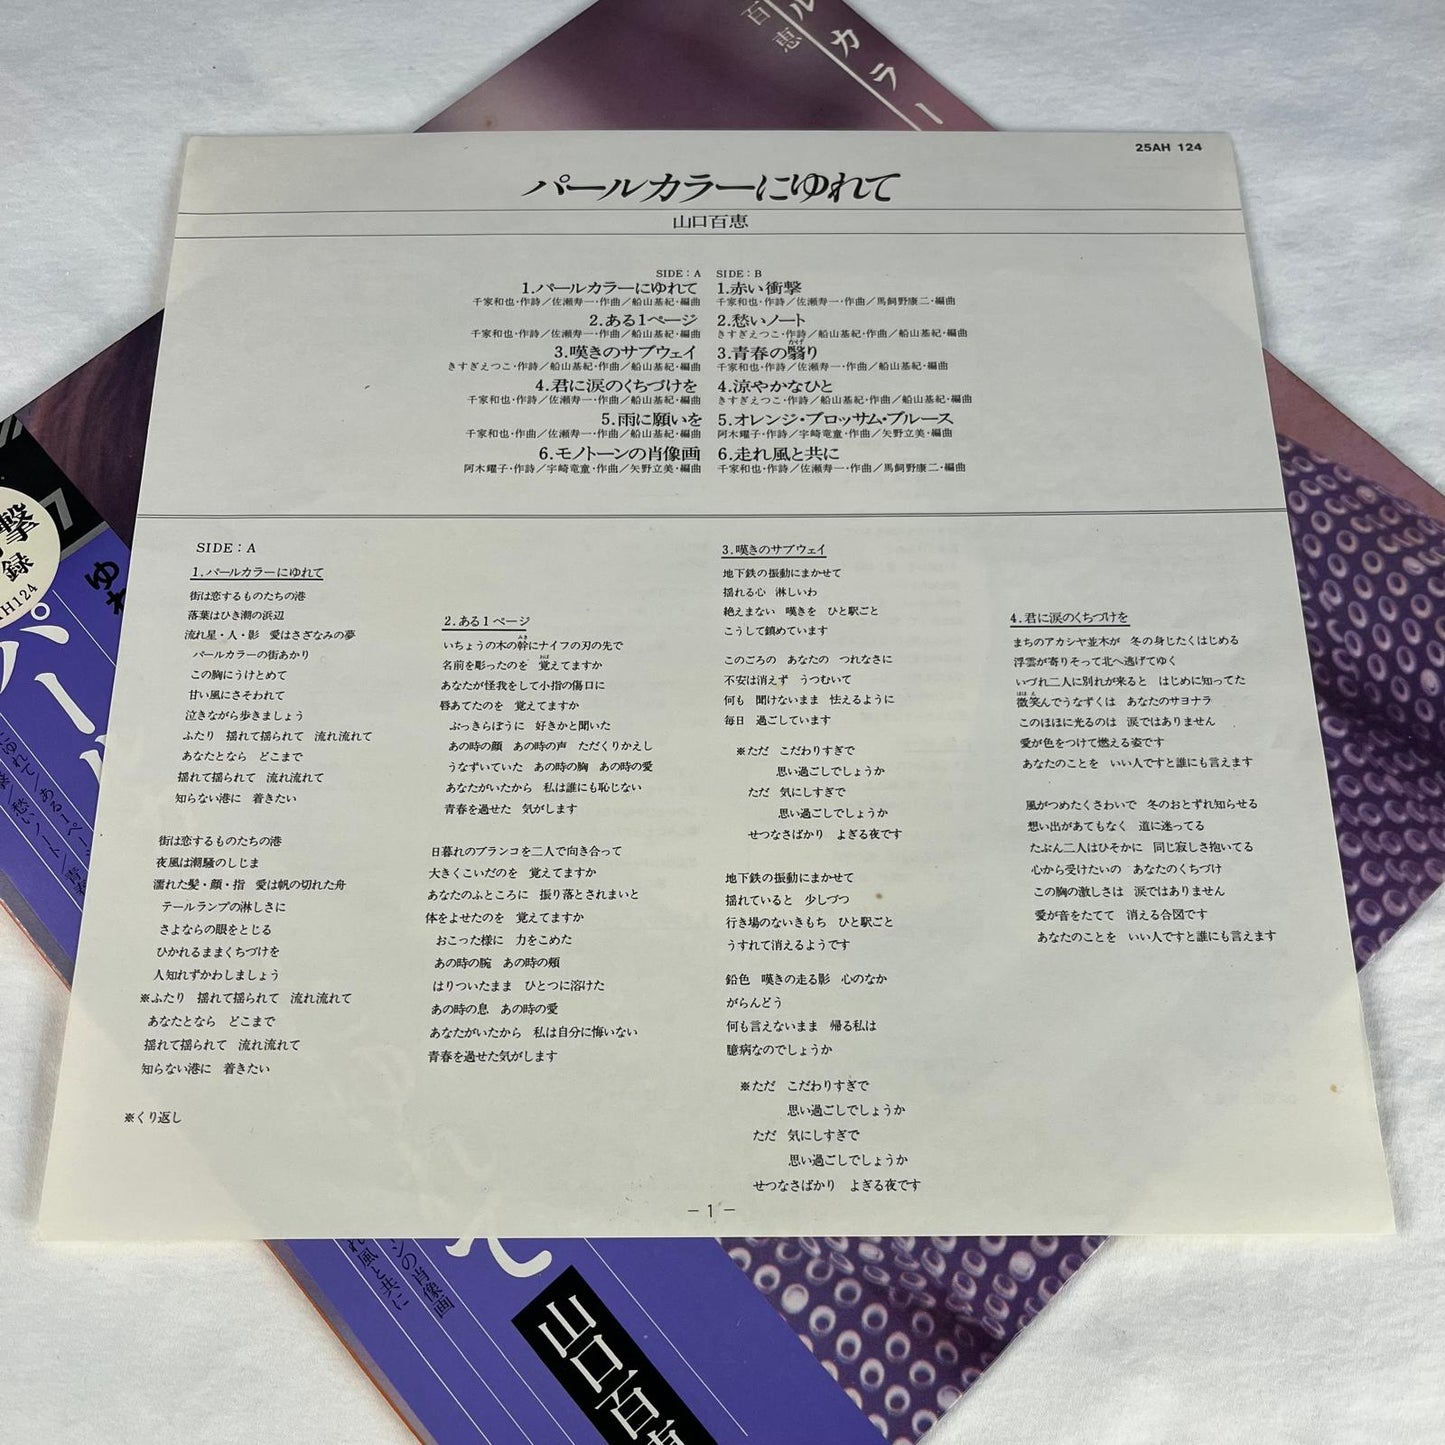 百恵
ルカラー
25AH 124
パールカラーにゆれて
山口百恵
SIDE：A
1.パールカラーにゆれて
千家和也・作詩／佐瀬寿一・作曲／船山基紀・編曲
2.ある1ページ
千家和也・作詩／佐瀬寿一・作曲／船山基紀・編曲
3.嘆きのサブウェイ
きすぎえつこ・作詩／船山基紀・作曲／船山基紀・編曲
4.君に涙のくちづけを
千家和也・作詩／佐瀬寿一・作曲／船山基紀・編曲
5.雨に願いを
千家和也・作曲／佐瀬寿一・作曲／船山基紀・編曲
6.モノトーンの肖像画
阿木燿子・作詩／宇崎竜童・作曲／矢野立美・編曲
SIDE：B
1.赤い衝撃
千家和也・作詩／佐瀬寿一・作曲／馬飼野康二・編曲
2.愁いノート
きすぎえつこ・作詩／船山基紀・作曲／船山基紀・編曲
3.青春の翳り
かげ
千家和也・作詩／佐瀬寿一・作曲／船山基紀・編曲
4.涼やかなひと
きすぎえつこ・作詩／船山基紀・作曲／船山基紀・編曲
5.オレンジ・ブロッサム・ブルース
阿木燿子・作詩／宇崎竜童・作曲／矢野立美・編曲
6.走れ風と共に
千家和也・作詩／佐瀬寿一・作曲／馬飼野康二・編曲
SIDE：A
1.パールカラーにゆれて
街は恋するものたちの港
落葉はひき潮の浜辺
流れ星・人・影　愛はさざなみの夢
パールカラーの街あかり
この胸にうけとめて
甘い風にさそわれて
泣きながら歩きましょう
ふたり　揺れて揺られて　流れ流れて
あなたとなら　どこまで
揺れて揺られて　流れ流れて
知らない港に　着きたい
街は恋するものたちの港
夜風は潮騒のしじま
濡れた髪・顔・指　愛は帆の切れた舟
テールランプの淋しさに
さよならの眼をとじる
ひかれるままくちづけを
人知れずかわしましょう
※ふたり　揺れて揺られて　流れ流れて
あなたとなら　どこまで
揺れて揺られて　流れ流れて
知らない港に　着きたい
※くり返し
2.ある1ページ
いちょうの木の幹にナイフの刃の先で
みき
名前を彫ったのを　覚えてますか
おぼ
あなたが怪我をして小指の傷口に
唇あてたのを　覚えてますか
ぶっきらぼうに　好きかと聞いた
あの時の顔　あの時の声　ただくりかえし
うなずいていた　あの時の胸　あの時の愛
あなたがいたから　私は誰にも恥じない
青春を過せた　気がします
日暮れのブランコを二人で向き合って
大きくこいだのを　覚えてますか
あなたのふところに　振り落とされまいと
体をよせたのを　覚えてますか
おこった様に　力をこめた
あの時の腕　あの時の頬
はりついたまま　ひとつに溶けた
あの時の息　あの時の愛
あなたがいたから　私は自分に悔いない
青春を過せた気がします
3.嘆きのサブウェイ
地下鉄の振動にまかせて
揺れる心　淋しいわ
絶えまない　嘆きを　ひと駅ごと
こうして鎮めています
このごろの　あなたの　つれなさに
不安は消えず　うつむいて
何も　聞けないまま　怯えるように
毎日　過ごしています
※ただ　こだわりすぎで
思い過ごしでしょうか
ただ　気にしすぎで
思い過ごしでしょうか
せつなさばかり　よぎる夜です
地下鉄の振動にまかせて
揺れていると　少しづつ
行き場のないきもち　ひと駅ごと
うすれて消えるようです
鉛色　嘆きの走る影　心のなか
がらんどう
何も言えないまま　帰る私は
臆病なのでしょうか
※ただ　こだわりすぎで
思い過ごしでしょうか
ただ　気にしすぎで
思い過ごしでしょうか
せつなさばかり　よぎる夜です
4.君に涙のくちづけを
まちのアカシヤ並木が　冬の身じたくはじめる
浮雲が寄りそって北へ逃げてゆく
いづれ二人に別れが来ると　はじめに知ってた
ほほ　え
微笑んでうなずくは　あなたのサヨナラ
このほほに光るのは　涙ではありません
愛が色をつけて燃える姿です
あなたのことを　いい人ですと誰にも言えます
風がつめたくさわいで　冬のおとずれ知らせる
想い出があてもなく　道に迷ってる
たぶん二人はひそかに　同じ寂しさ抱いてる
心から受けたいの　あなたのくちづけ
この胸の激しさは　涙ではありません
愛が音をたてて　消える合図です
あなたのことを　いい人ですと誰にも言えます
－1－
撃
録
H124
ゆ
パール
愁いノート
て
の肖像画
風と共に
山口百恵